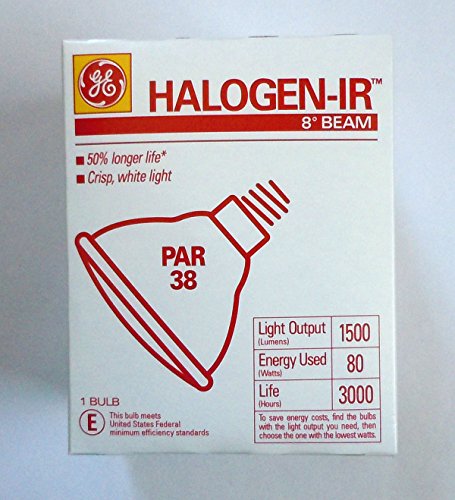 GE
HALOGEN-IR™
8° BEAM
50% longer life*
Crisp, white light
PAR
38
Light Output 1500
(Lumens)
Energy Used 80
(Watts)
Life 3000
(Hours)
To save energy costs, find the bulbs
with the light output you need, then
choose the one with the lowest watts.
1 BULB
E
This bulb meets
United States Federal
minimum efficiency standards